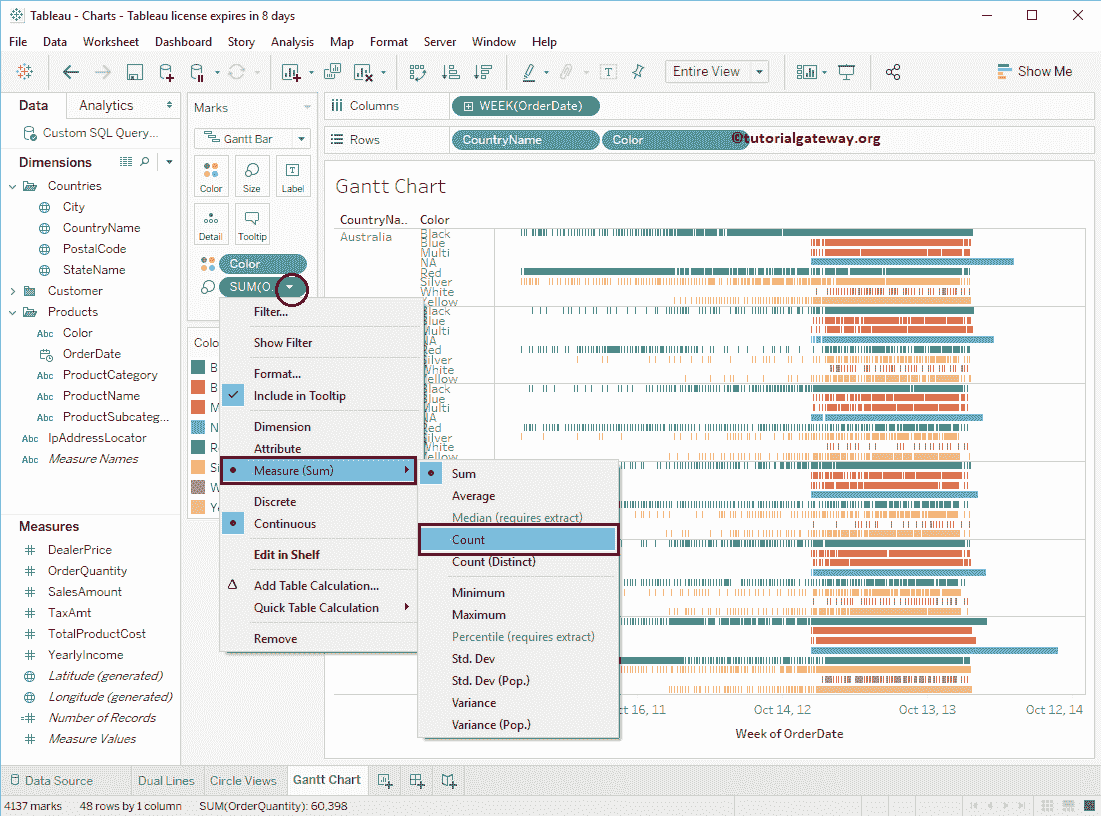 Tableau - Charts - Tableau license expires in 8 days
File Data Worksheet Dashboard Story Analysis Map Format Server Window Help
Entire View
Show Me
Data Analytics
Custom SQL Query...
Dimensions
Countries
City
CountryName
PostalCode
StateName
Customer
Products
Abc Color
OrderDate
Abc ProductCategory
Abc ProductName
Abc ProductSubcateg...
Abc IpAddressLocator
Abc Measure Names
Measures
# DealerPrice
# OrderQuantity
# SalesAmount
# TaxAmt
# TotalProductCost
# YearlyIncome
Latitude (generated)
Longitude (generated)
=# Number of Records
# Measure Values
Marks
Gantt Bar
Color Size Label
Detail Tooltip
Color
SUM(O..
Colo
B
B
M
N
R
Si
W
Ye
Filter...
Show Filter
Format...
Include in Tooltip
Dimension
Attribute
Measure (Sum)
Discrete
Continuous
Edit in Shelf
Add Table Calculation...
Quick Table Calculation
Remove
Sum
Average
Median (requires extract)
Count
Count (Distinct)
Minimum
Maximum
Percentile (requires extract)
Std. Dev
Std. Dev (Pop.)
Variance
Variance (Pop.)
Columns WEEK(OrderDate)
Rows CountryName Color
©tutorialgateway.org
Gantt Chart
CountryNa.. Color
Australia
Black
Blue
Multi
NA
Red
Silver
White
Yellow
Black
Blue
Multi
NA
Red
Silver
White
Yellow
Black
Blue
Multi
NA
Red
Silver
White
Yellow
ct 16, 11 Oct 14, 12 Oct 13, 13 Oct 12, 14
Week of OrderDate
Data Source Dual Lines Circle Views Gantt Chart
4137 marks 48 rows by 1 column SUM(OrderQuantity): 60,398